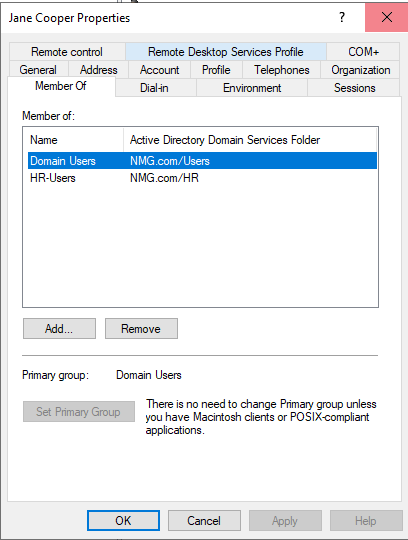 Jane Cooper Properties
?
Remote control Remote Desktop Services Profile COM+
General Address Account Profile Telephones Organization
Member Of Dial-in Environment Sessions
Member of:
Name Active Directory Domain Services Folder
Domain Users NMG.com/Users
HR-Users NMG.com/HR
Add... Remove
Primary group: Domain Users
Set Primary Group
There is no need to change Primary group unless
you have Macintosh clients or POSIX-compliant
applications.
OK Cancel Apply Help